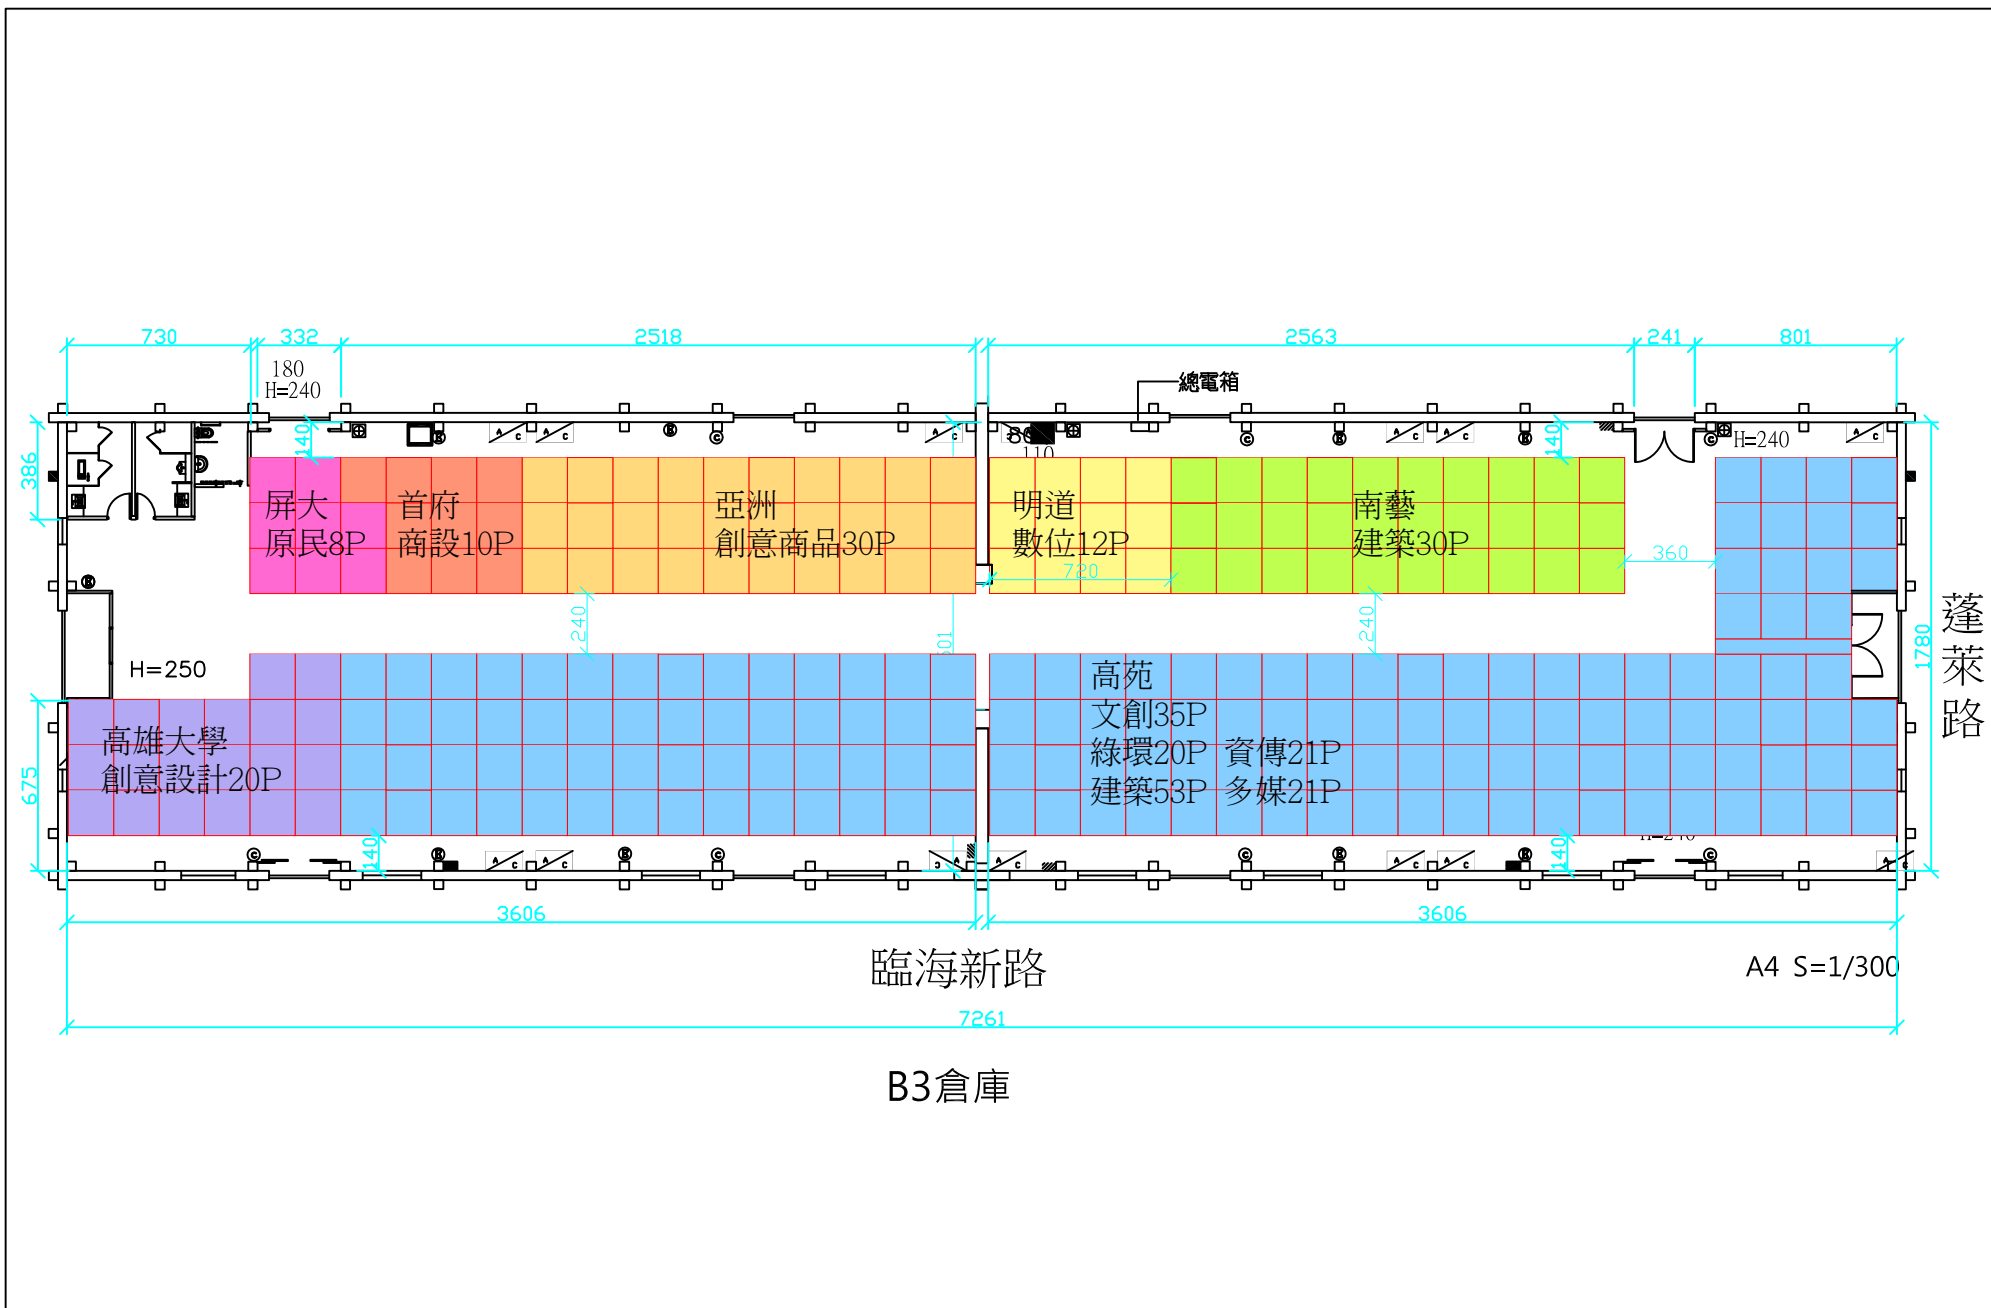 730 332 2518 2563 241 801
180
H=240
總電箱
140 140
H=240
386
110
屏大
原民8P
首府
商設10P
亞洲
創意商品30P
明道
數位12P
南藝
建築30P
720
360
240 240
H=250
1780
蓬萊路
高苑
文創35P
綠環20P 資傳21P
建築53P 多媒21P
高雄大學
創意設計20P
675
140 140
3606 3606
臨海新路
A4 S=1/300
7261
B3倉庫